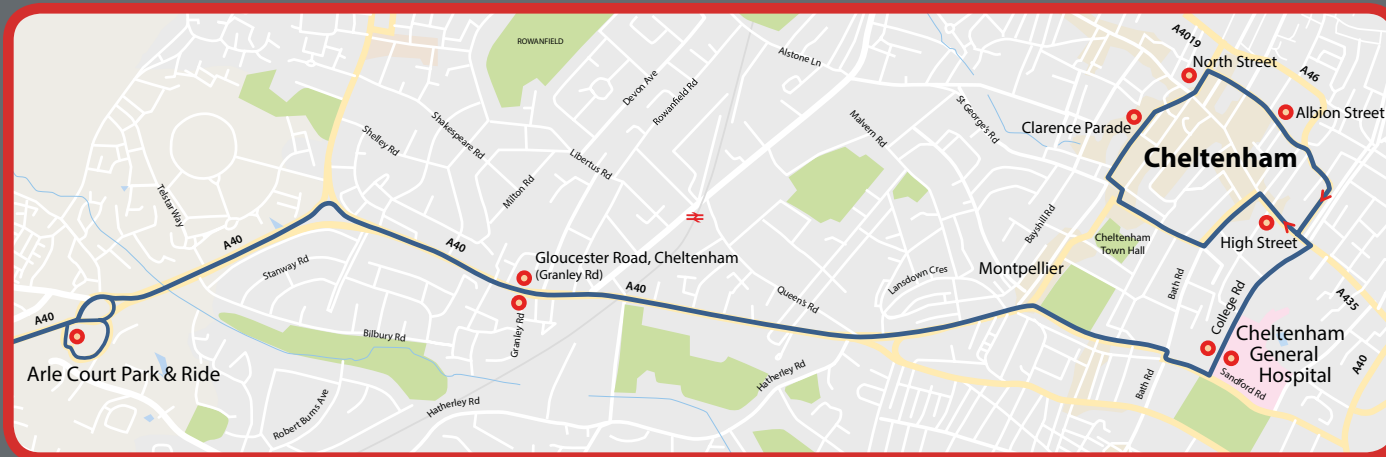 ROWANFIELD
Devon Ave
Rowanfield Rd
Alstone Ln
A4019
North Street
A46
Albion Street
Clarence Parade
St George's Rd
Malvern Rd
Cheltenham
Shelley Rd
Shakespeare Rd
Libertus Rd
Milton Rd
Telstar Way
A40
A40
Stanway Rd
Gloucester Road, Cheltenham
(Granley Rd)
A40
Queen's Rd
Lansdown Cres
Bayshill Rd
Montpellier
Cheltenham
Town Hall
High Street
Bath Rd
College Rd
A435
A40
Arle Court Park & Ride
Bilbury Rd
Granley Rd
Hatherley Rd
Cheltenham
General
Hospital
Sandford Rd
A40
Bath Rd
Robert Burns Ave
Hatherley Rd